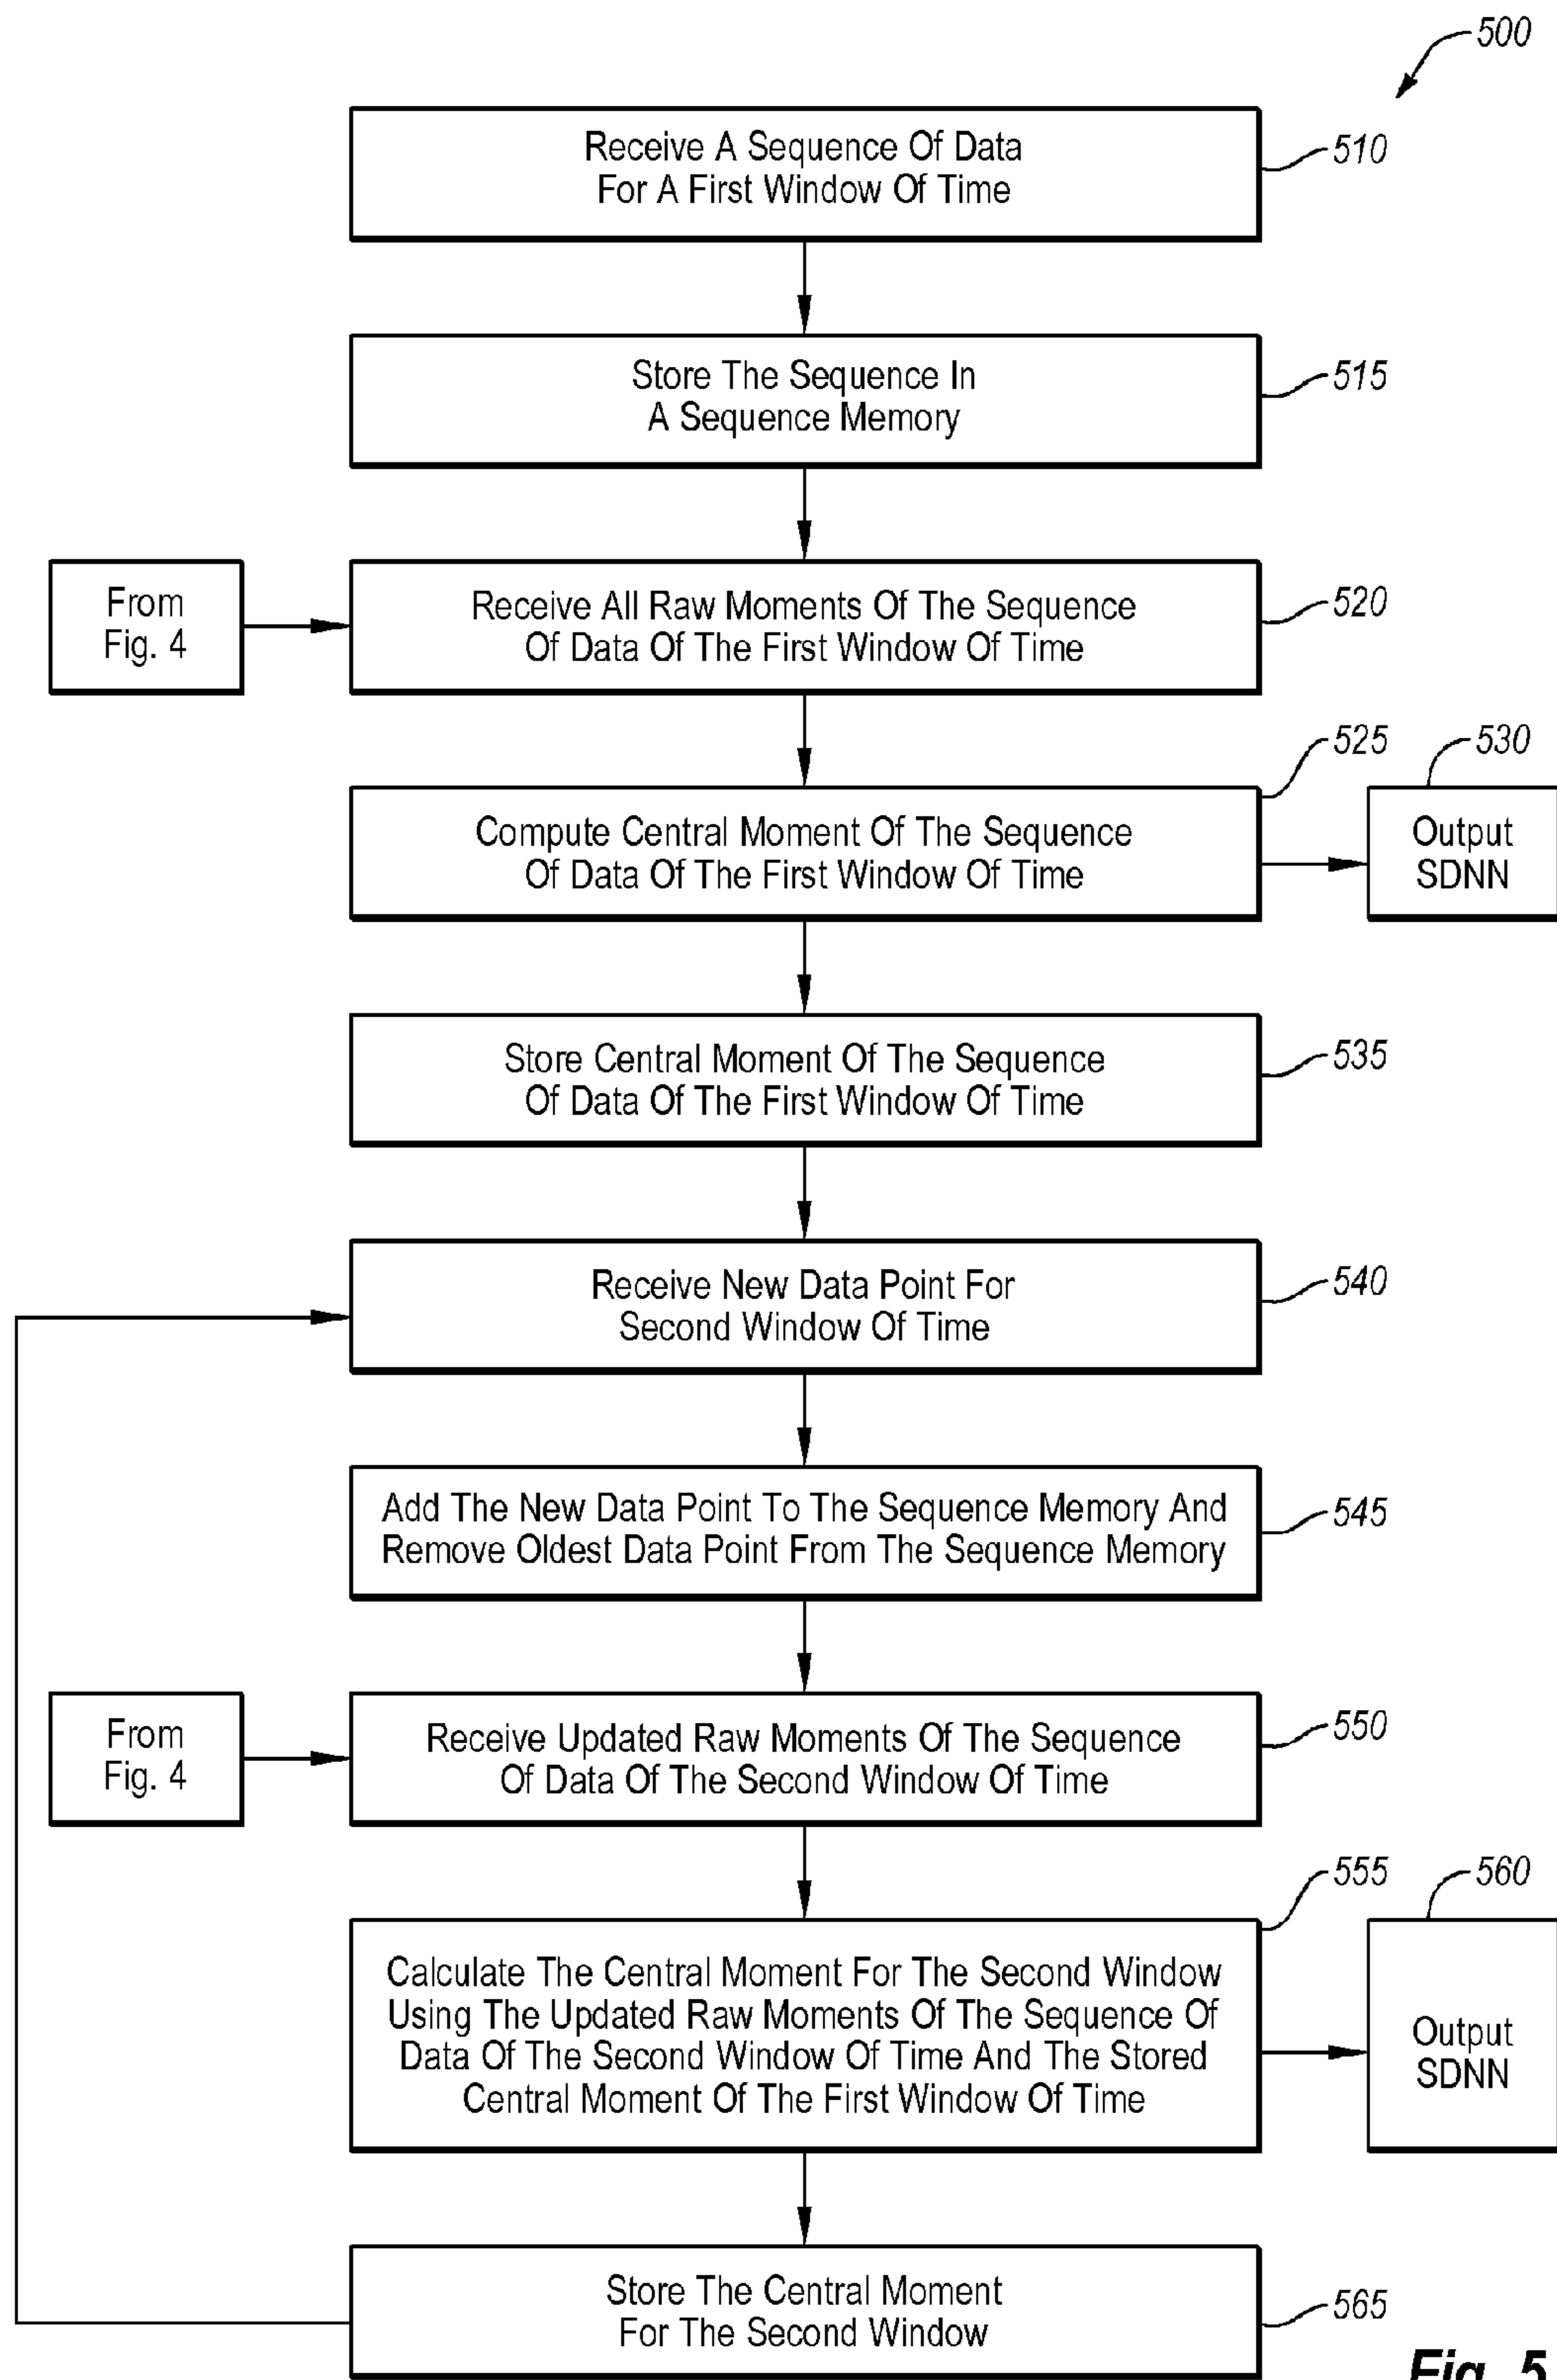 500
Receive A Sequence Of Data
For A First Window Of Time
510
Store The Sequence In
A Sequence Memory
515
From
Fig. 4
Receive All Raw Moments Of The Sequence
Of Data Of The First Window Of Time
520
525
530
Compute Central Moment Of The Sequence
Of Data Of The First Window Of Time
Output
SDNN
Store Central Moment Of The Sequence
Of Data Of The First Window Of Time
535
Receive New Data Point For
Second Window Of Time
540
Add The New Data Point To The Sequence Memory And
Remove Oldest Data Point From The Sequence Memory
545
From
Fig. 4
Receive Updated Raw Moments Of The Sequence
Of Data Of The Second Window Of Time
550
555
560
Calculate The Central Moment For The Second Window
Using The Updated Raw Moments Of The Sequence Of
Data Of The Second Window Of Time And The Stored
Central Moment Of The First Window Of Time
Output
SDNN
Store The Central Moment
For The Second Window
565
Fig. 5